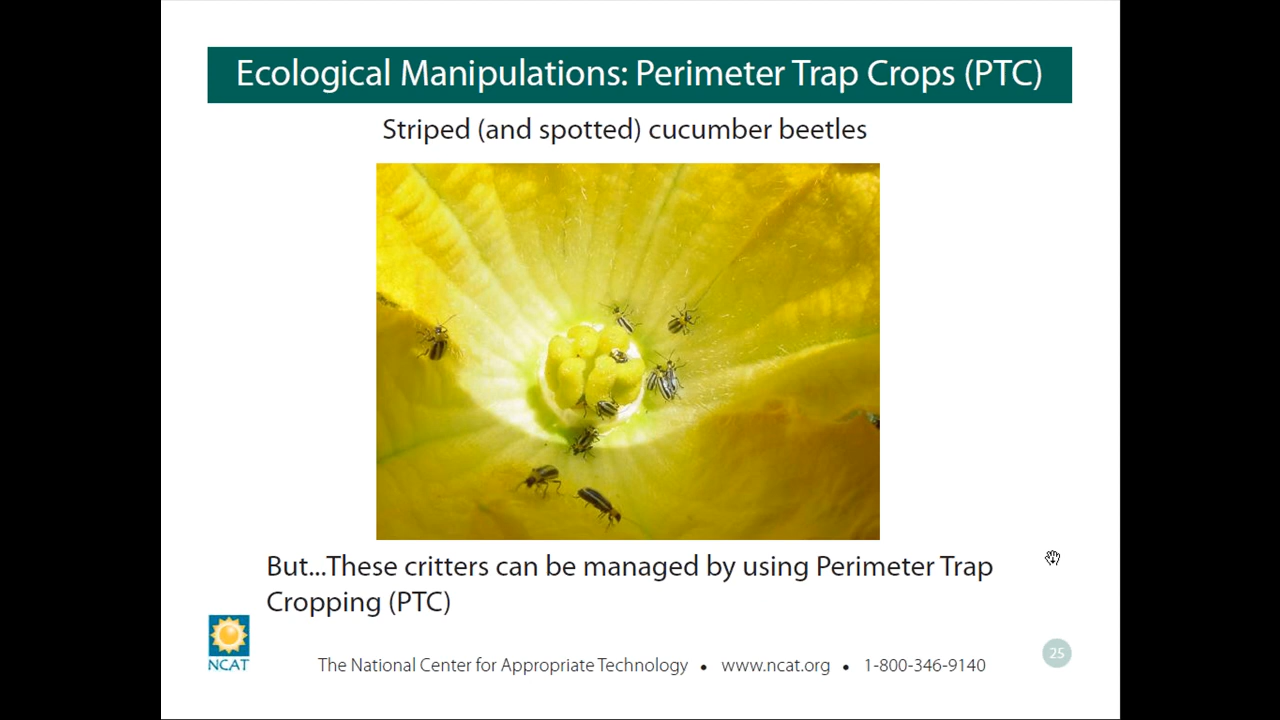 Ecological Manipulations: Perimeter Trap Crops (PTC)
Striped (and spotted) cucumber beetles
But...These critters can be managed by using Perimeter Trap
Cropping (PTC)
NCAT
The National Center for Appropriate Technology • www.ncat.org • 1-800-346-9140
25